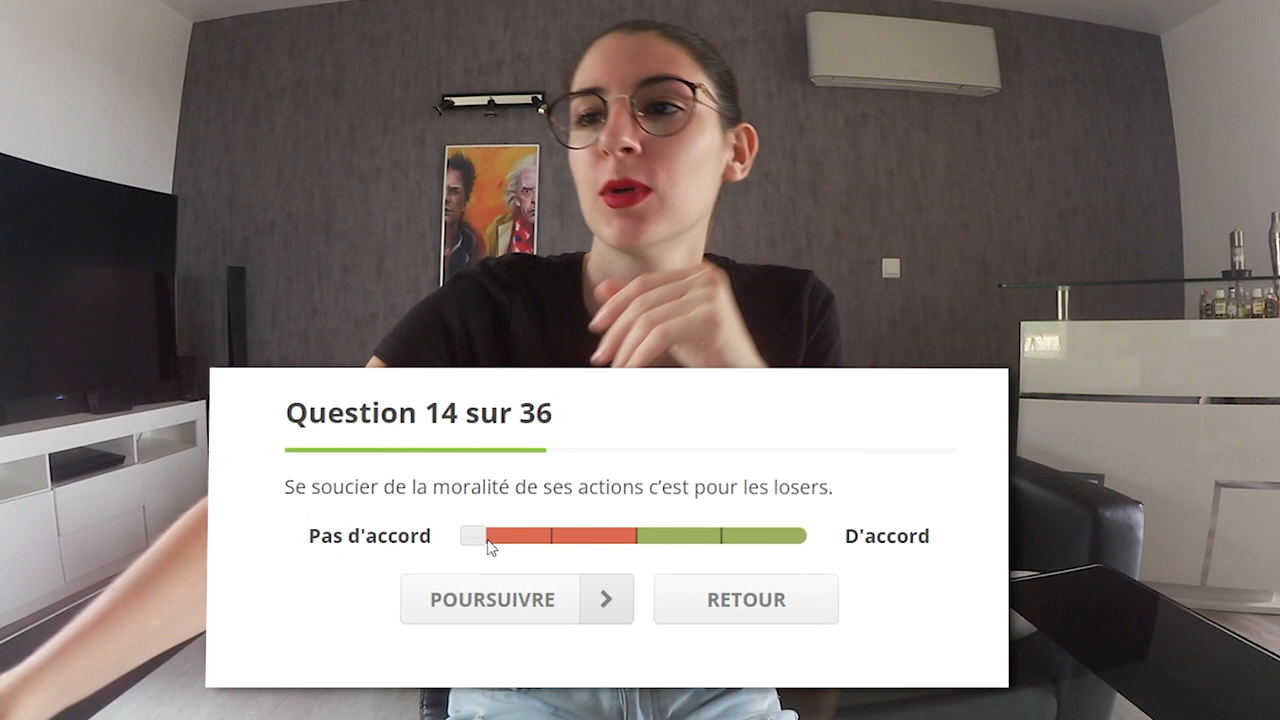 Question 14 sur 36
Se soucier de la moralité de ses actions c’est pour les losers.
Pas d'accord
D'accord
POURSUIVRE
RETOUR